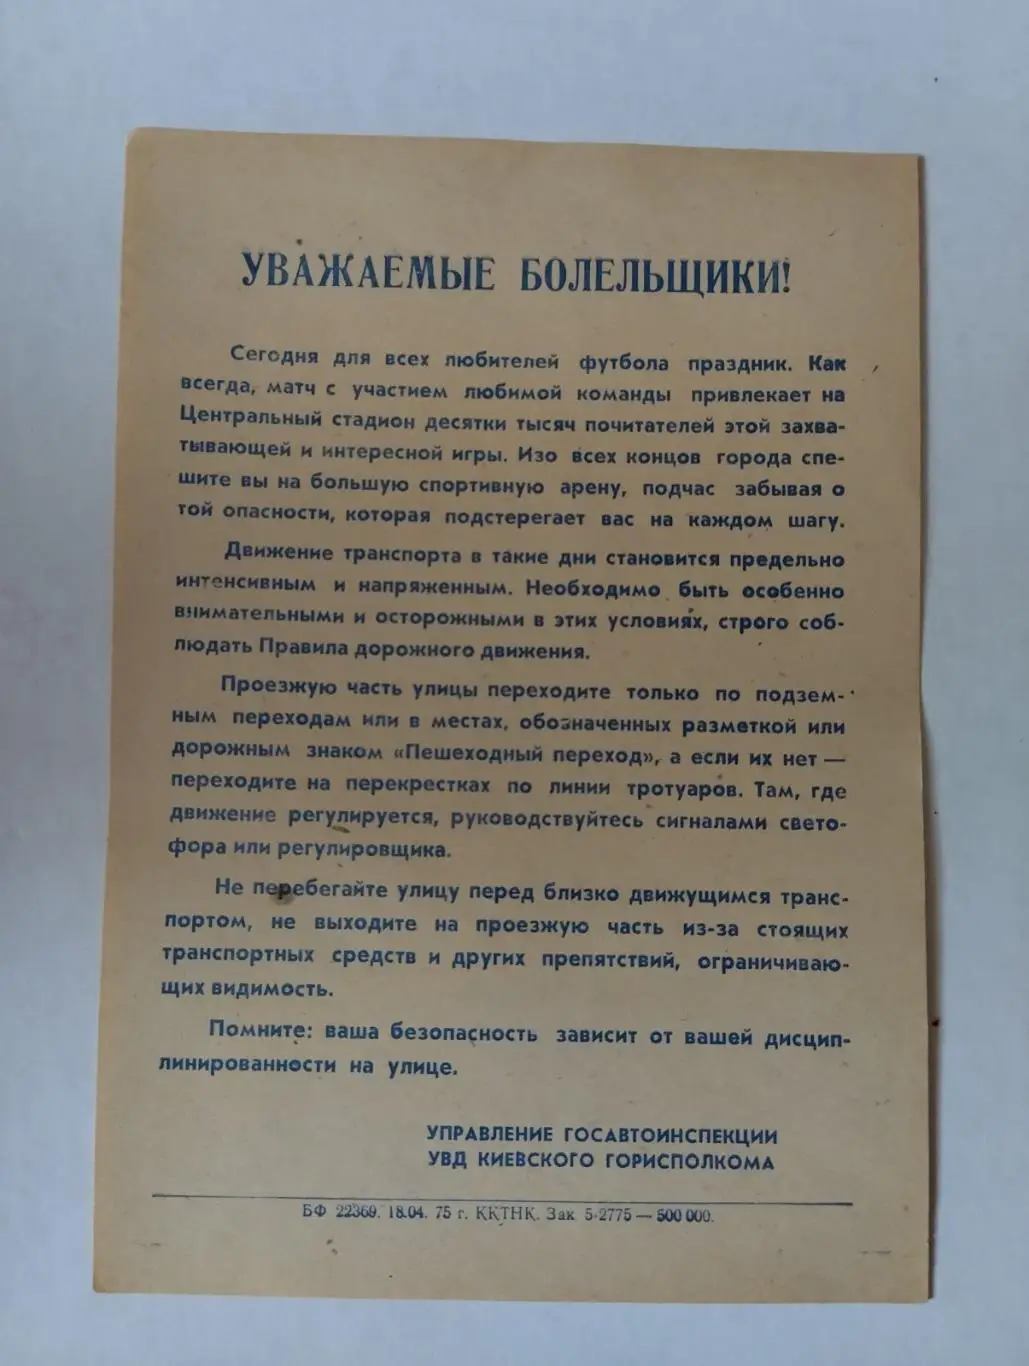 УВАЖАЕМЫЕ БОЛЕЛЬЩИКИ!
Сегодня для всех любителей футбола праздник. Как
всегда, матч с участием любимой команды привлекает на
Центральный стадион десятки тысяч почитателей этой захва-
тывающей и интересной игры. Изо всех концов города спе-
шите вы на большую спортивную арену, подчас забывая о
той опасности, которая подстерегает вас на каждом шагу.
Движение транспорта в такие дни становится предельно
интенсивным и напряженным. Необходимо быть особенно
внимательными и осторожными в этих условиях, строго соб-
людать Правила дорожного движения.
Проезжую часть улицы переходите только по подзем-
ным переходам или в местах, обозначенных разметкой или
дорожным знаком «Пешеходный переход», а если их нет —
переходите на перекрестках по линии тротуаров. Там, где
движение регулируется, руководствуйтесь сигналами свето-
фора или регулировщика.
Не перебегайте улицу перед близко движущимся транс-
портом, не выходите на проезжую часть из-за стоящих
транспортных средств и других препятствий, ограничиваю-
щих видимость.
Помните: ваша безопасность зависит от вашей дисцип-
линированности на улице.
УПРАВЛЕНИЕ ГОСАВТОИНСПЕКЦИИ
УВД КИЕВСКОГО ГОРИСПОЛКОМА
БФ 22369. 18.04. 75 г. ККТНК. Зак 5-2775 — 500 000.